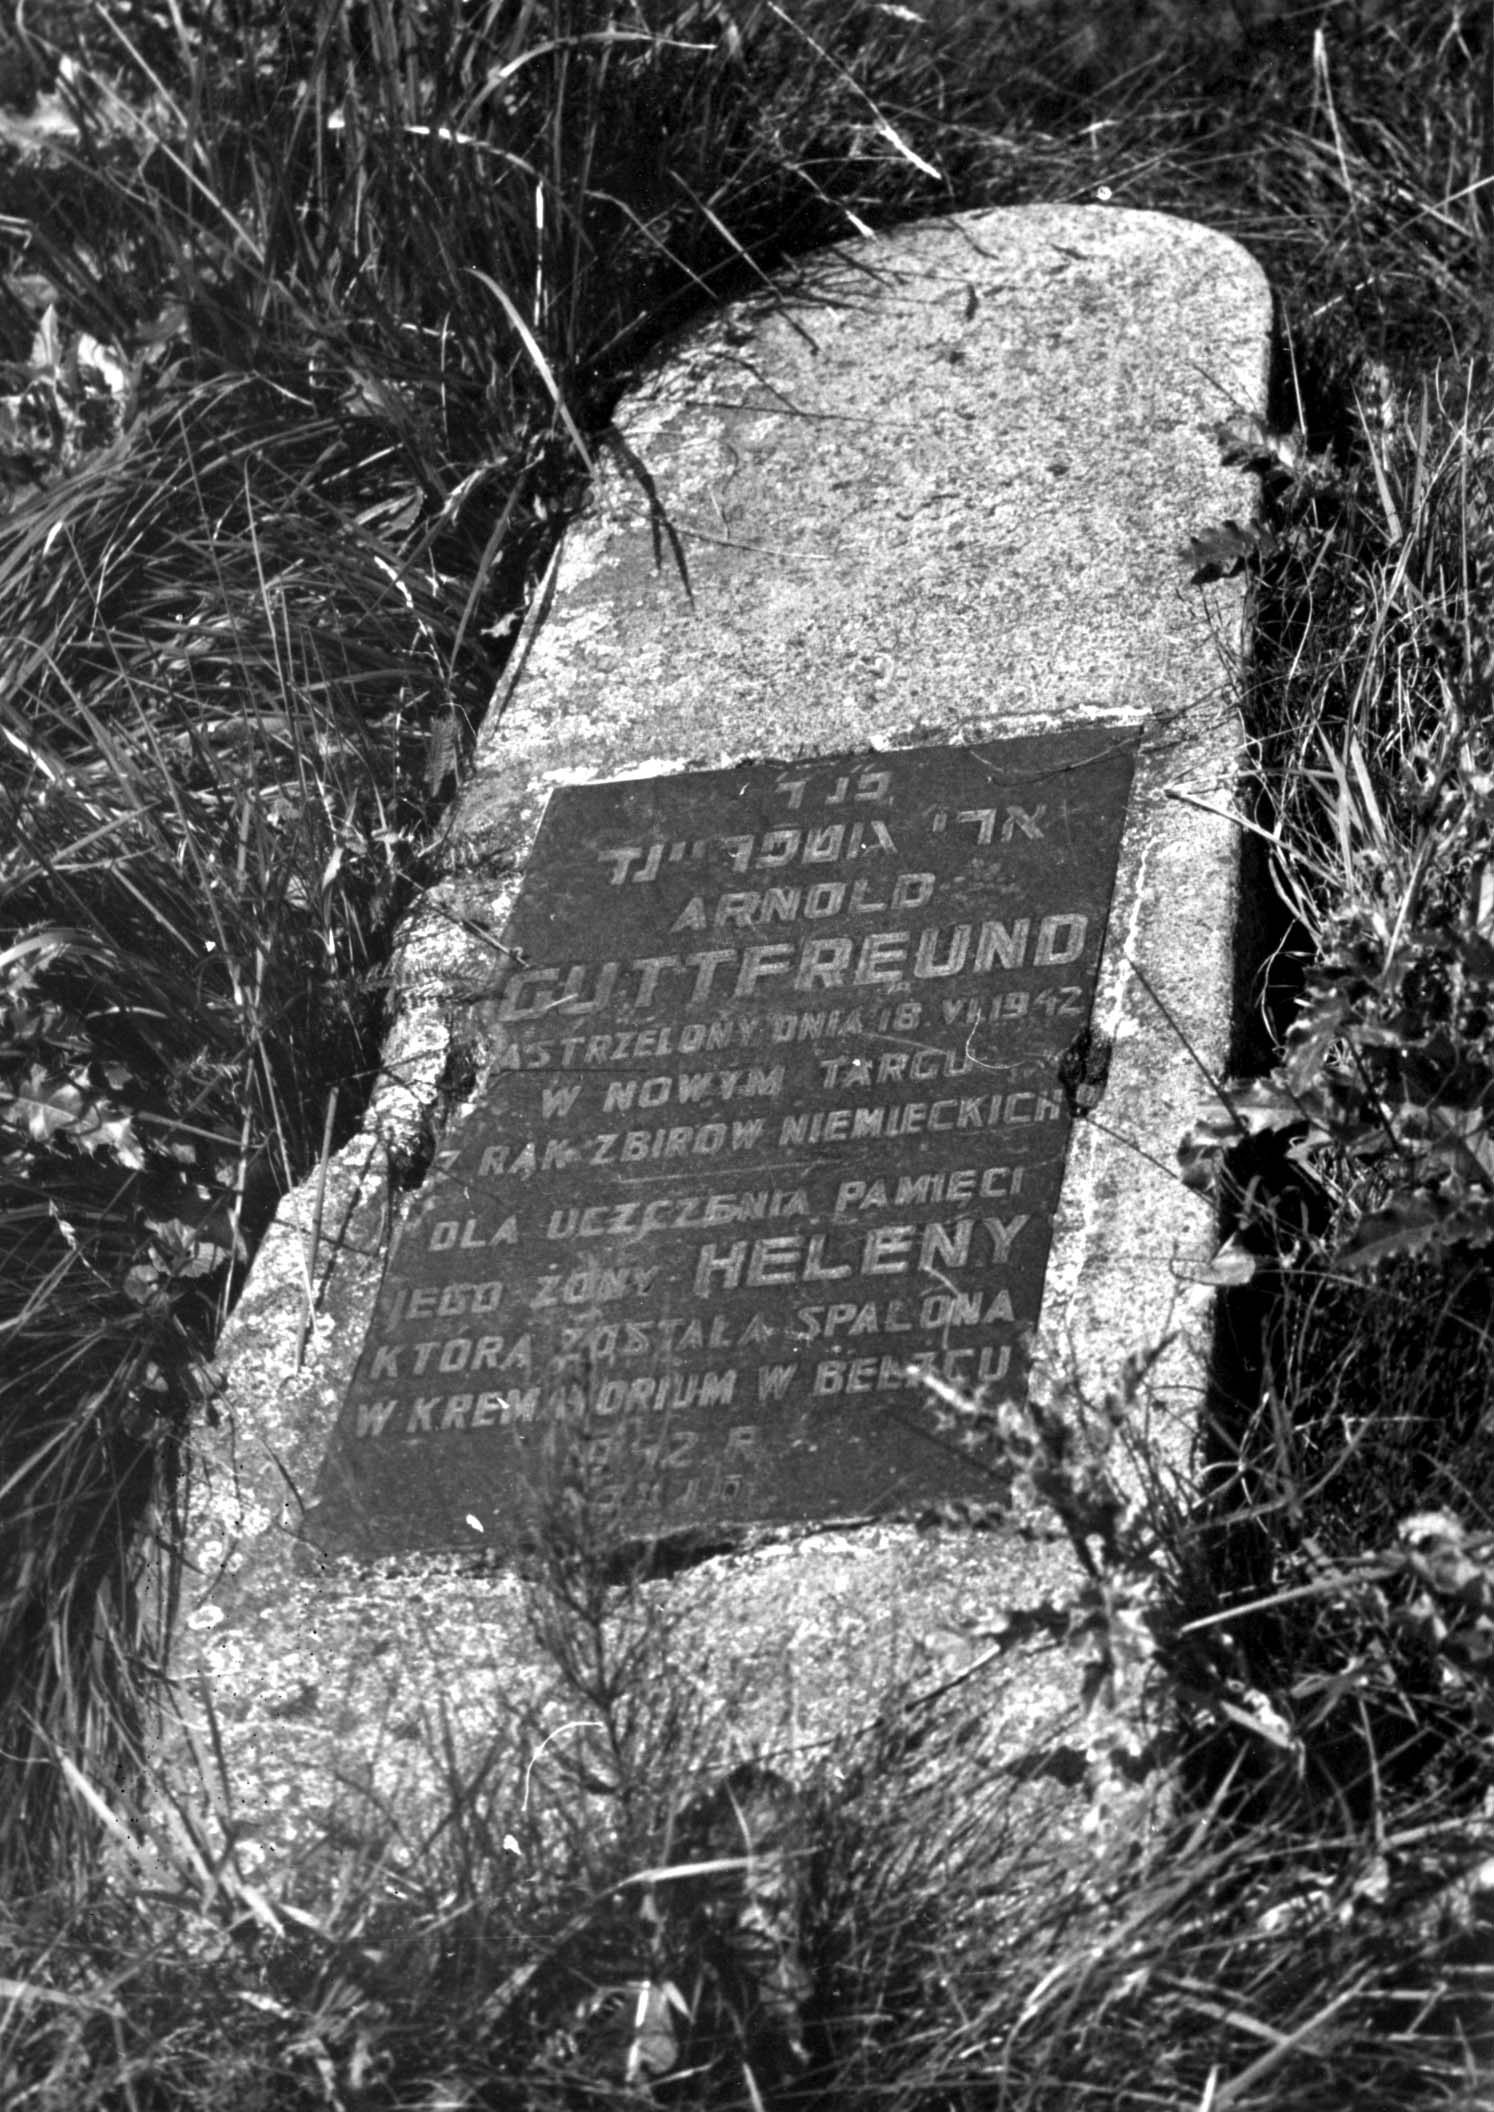 פ׳נ ר׳
ארי גוטפריינד
ARNOLD
GUTTFREUND
ASTRZELONY DNIA 18.VI.1942
W NOWYM TARGU
Z RĄK ZBIRÓW NIEMIECKICH
DLA UCZCZENIA PAMIĘCI
JEGO ŻONY HELENY
KTÓRA ZOSTAŁA SPALONA
W KREMATORIUM W BEŁŻCU
1942 R.